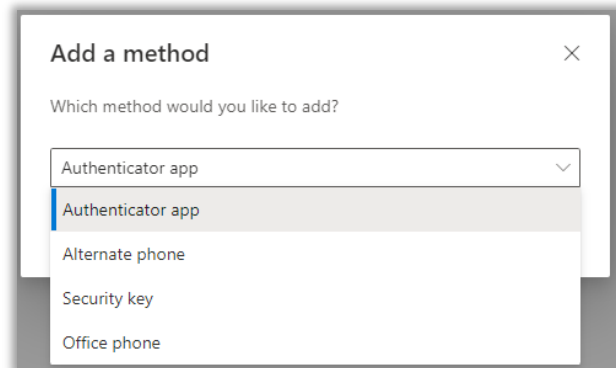 Add a method
Which method would you like to add?
Authenticator app
Authenticator app
Alternate phone
Security key
Office phone